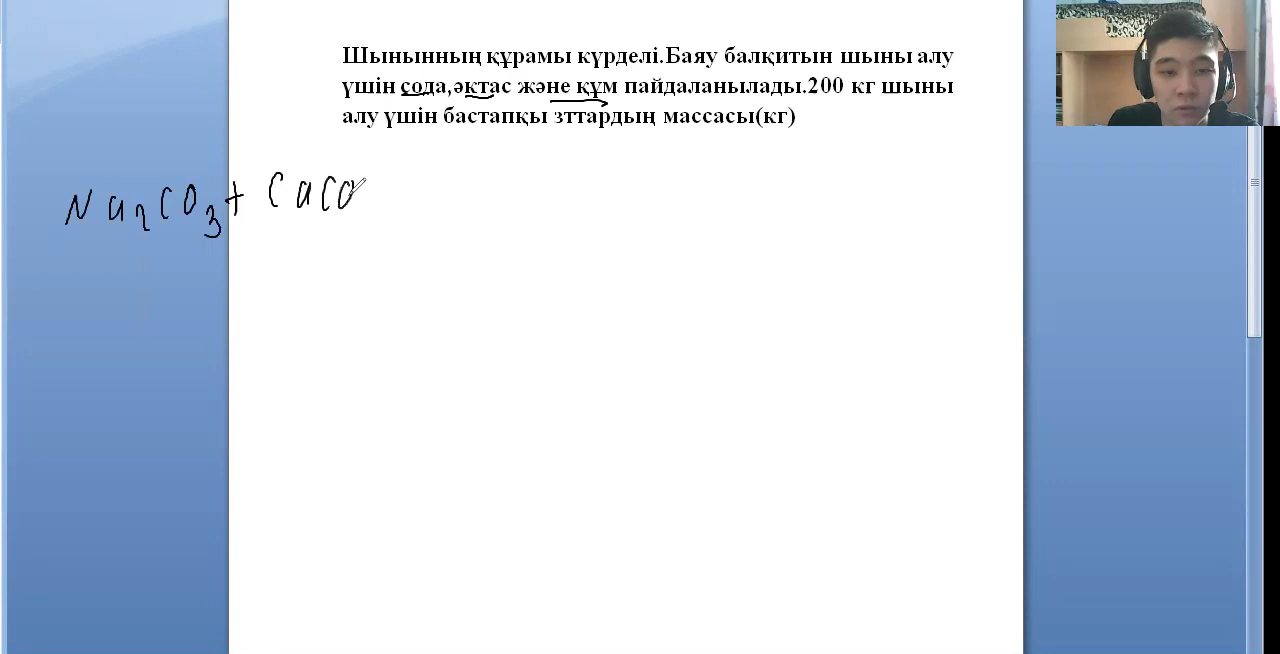 Шынынның құрамы күрделі.Баяу балқитын шыны алу
үшін сода,әктас және құм пайдаланылады.200 кг шыны
алу үшін бастапқы зттардың массасы(кг)
Na₂CO₃ + CaCO